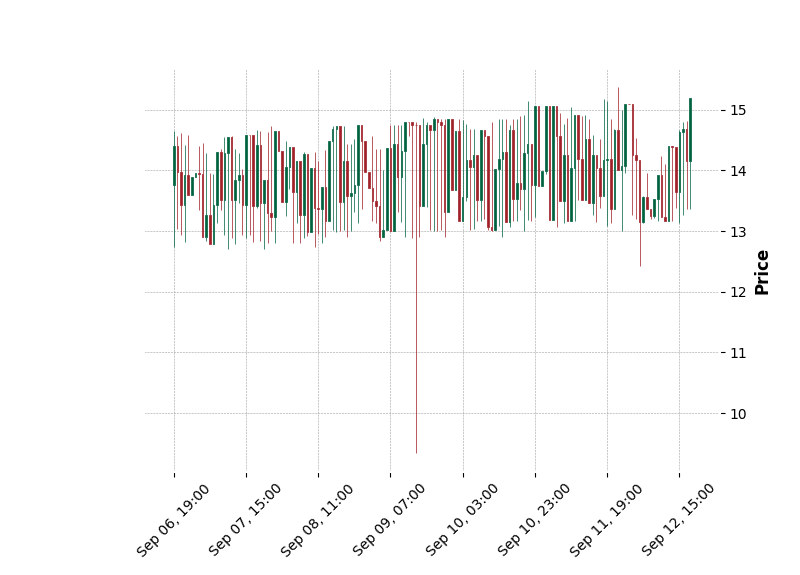 15
14
13
12
11
10
Price
Sep 06, 19:00
Sep 07, 15:00
Sep 08, 11:00
Sep 09, 07:00
Sep 10, 03:00
Sep 10, 23:00
Sep 11, 19:00
Sep 12, 15:00